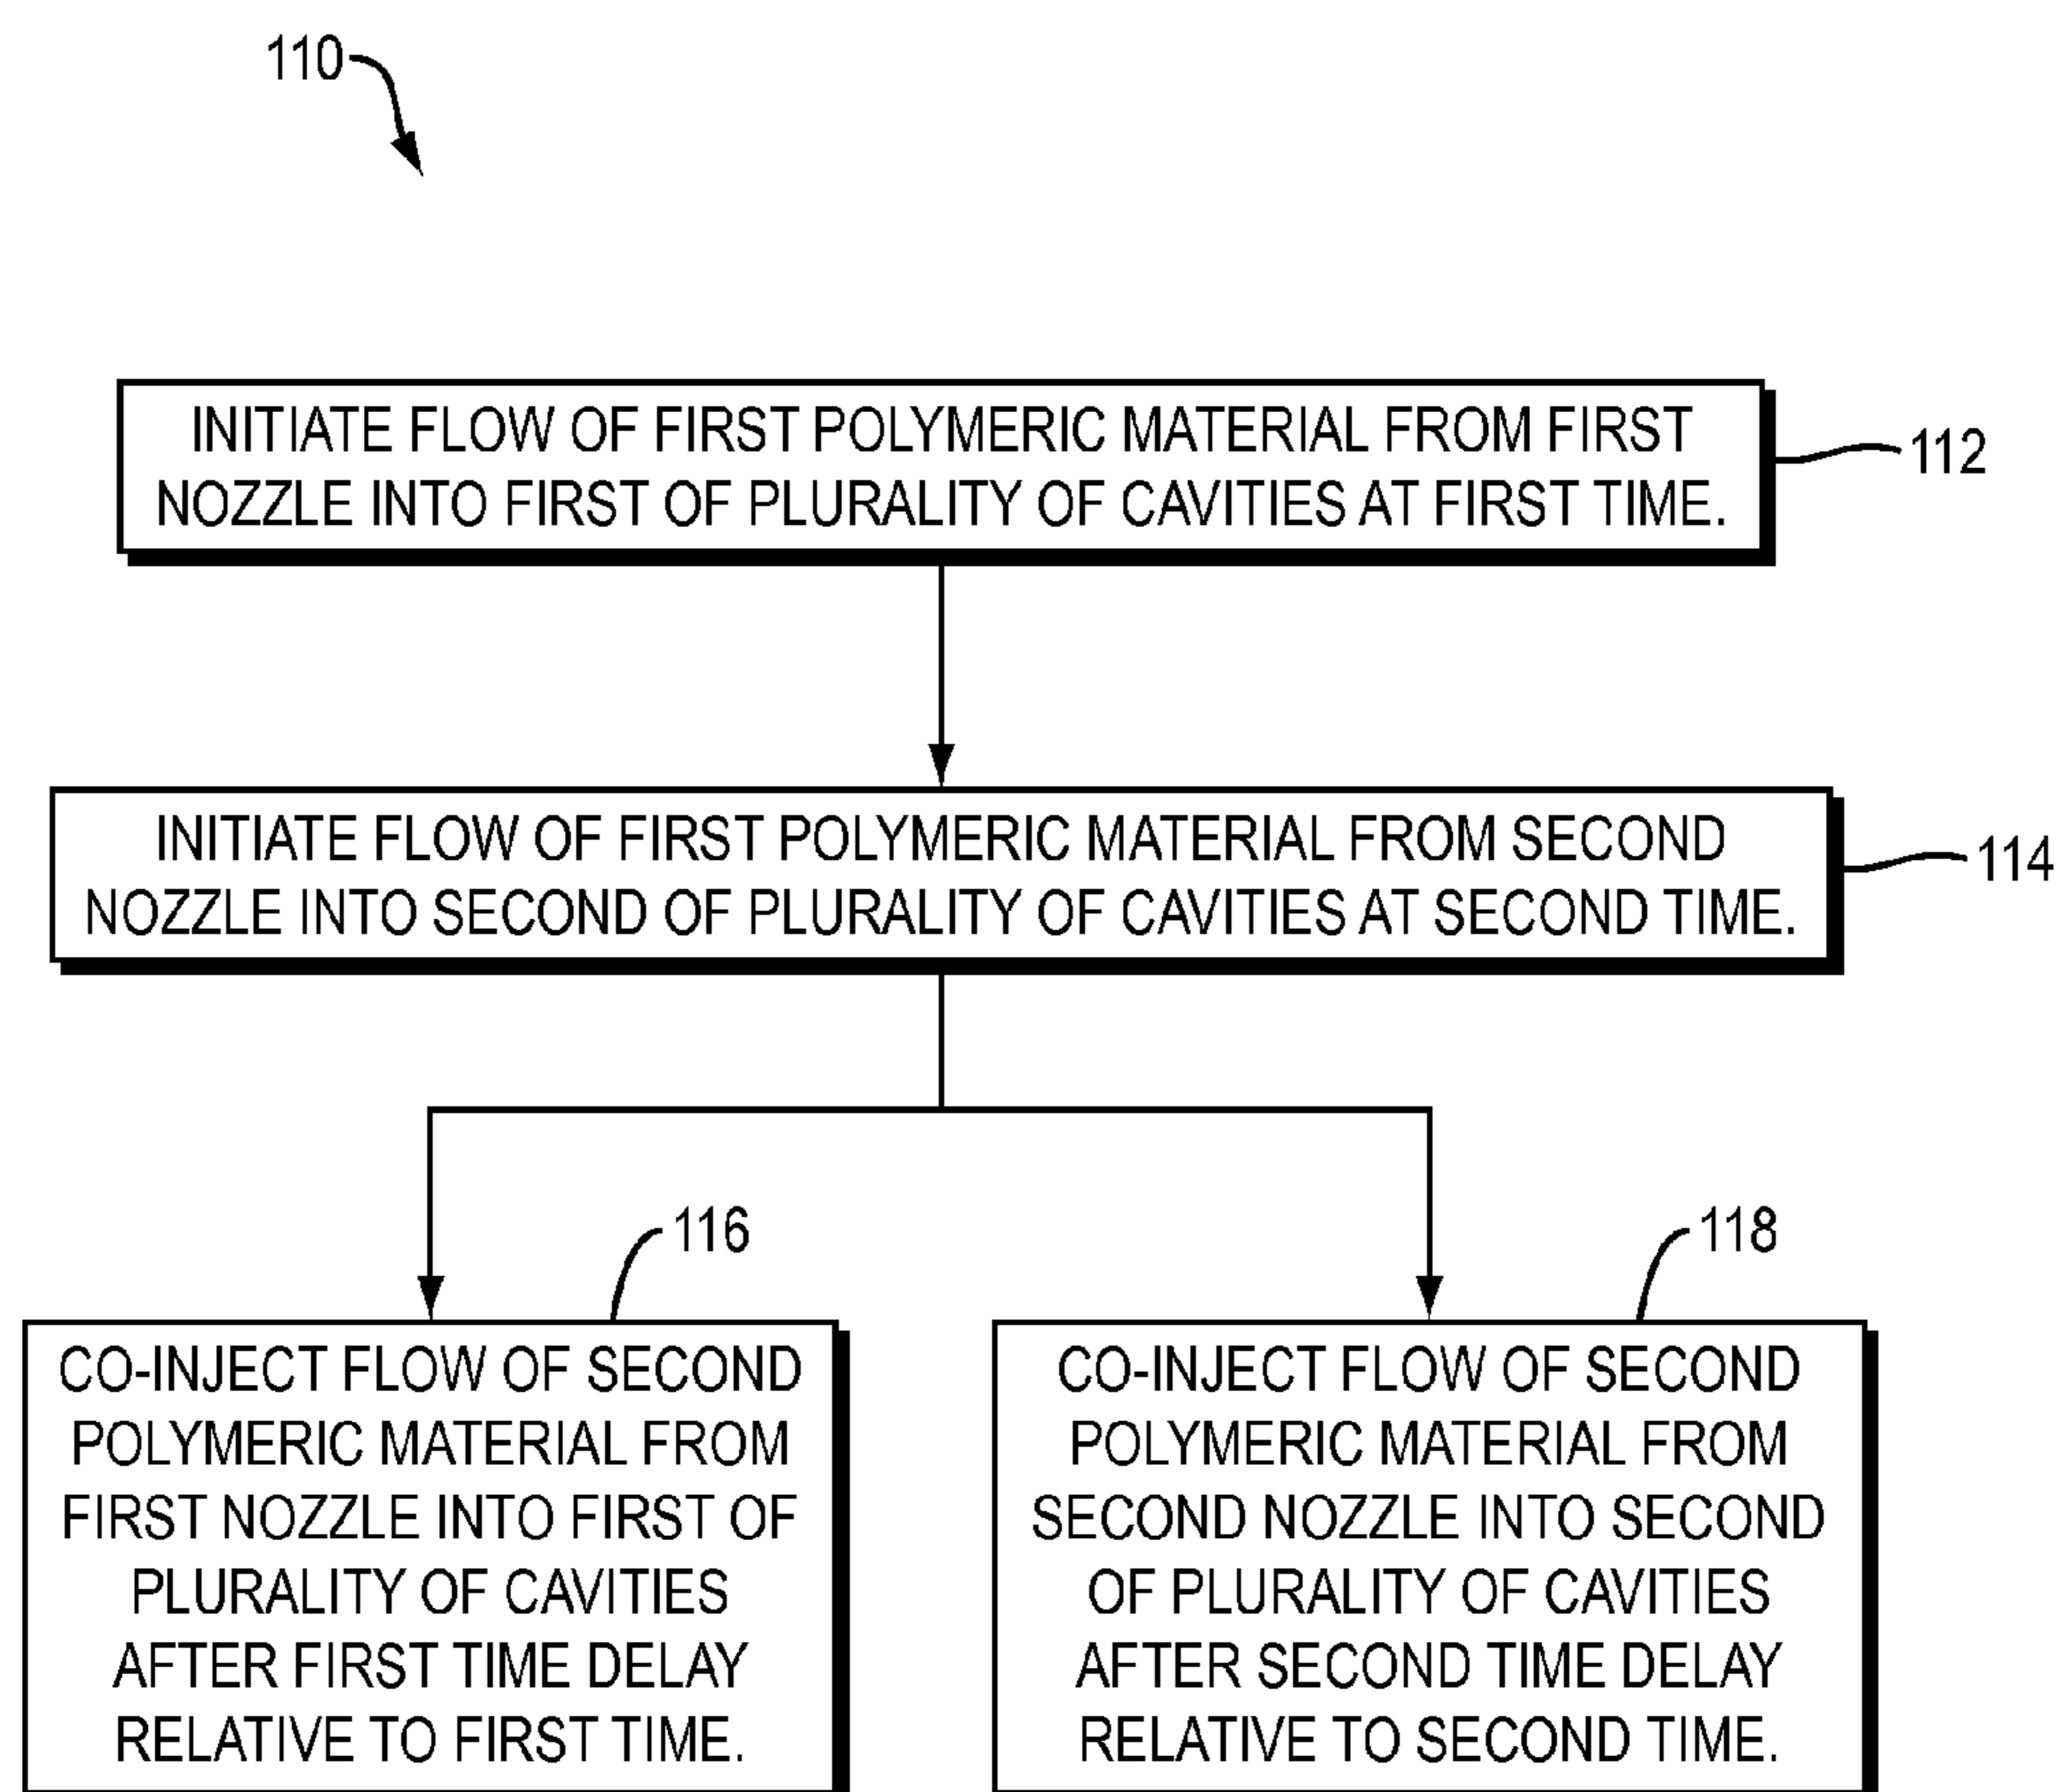 110
INITIATE FLOW OF FIRST POLYMERIC MATERIAL FROM FIRST
NOZZLE INTO FIRST OF PLURALITY OF CAVITIES AT FIRST TIME.
112
INITIATE FLOW OF FIRST POLYMERIC MATERIAL FROM SECOND
NOZZLE INTO SECOND OF PLURALITY OF CAVITIES AT SECOND TIME.
114
116
CO-INJECT FLOW OF SECOND
POLYMERIC MATERIAL FROM
FIRST NOZZLE INTO FIRST OF
PLURALITY OF CAVITIES
AFTER FIRST TIME DELAY
RELATIVE TO FIRST TIME.
118
CO-INJECT FLOW OF SECOND
POLYMERIC MATERIAL FROM
SECOND NOZZLE INTO SECOND
OF PLURALITY OF CAVITIES
AFTER SECOND TIME DELAY
RELATIVE TO SECOND TIME.